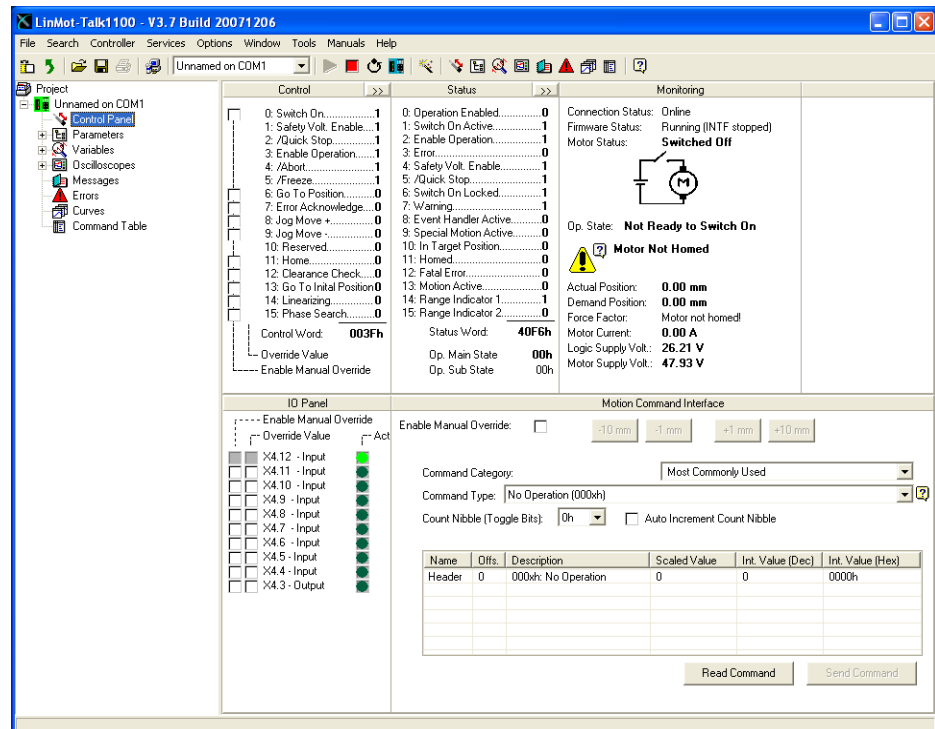 LinMot-Talk1100 - V3.7 Build 20071206
File Search Controller Services Options Window Tools Manuals Help
Unnamed on COM1
Project
Unnamed on COM1
Control Panel
Parameters
Variables
Oscilloscopes
Messages
Errors
Curves
Command Table
Control >>
0: Switch On..............1
1: Safety Volt. Enable....1
2: /Quick Stop............1
3: Enable Operation.......1
4: /Abort.................1
5: /Freeze................1
6: Go To Position.........0
7: Error Acknowledge...0
8: Jog Move +.............0
9: Jog Move -.............0
10: Reserved..............0
11: Home..................0
12: Clearance Check....0
13: Go To Inital Position0
14: Linearizing...........0
15: Phase Search.........0
Control Word: 003Fh
Override Value
Enable Manual Override
Status >>
0: Operation Enabled.........0
1: Switch On Active...........1
2: Enable Operation...........1
3: Error......................0
4: Safety Volt. Enable........1
5: /Quick Stop................1
6: Switch On Locked...........1
7: Warning....................1
8: Event Handler Active.......0
9: Special Motion Active......0
10: In Target Position........0
11: Homed.....................0
12: Fatal Error...............0
13: Motion Active.............0
14: Range Indicator 1.........1
15: Range Indicator 2.........0
Status Word: 40F6h
Op. Main State 00h
Op. Sub State 00h
Monitoring
Connection Status: Online
Firmware Status: Running (INTF stopped)
Motor Status: Switched Off
M
Op. State: Not Ready to Switch On
Motor Not Homed
Actual Position: 0.00 mm
Demand Position: 0.00 mm
Force Factor: Motor not homed!
Motor Current: 0.00 A
Logic Supply Volt.: 26.21 V
Motor Supply Volt.: 47.93 V
IO Panel
Enable Manual Override
Override Value Act
X4.12 - Input
X4.11 - Input
X4.10 - Input
X4.9 - Input
X4.8 - Input
X4.7 - Input
X4.6 - Input
X4.5 - Input
X4.4 - Input
X4.3 - Output
Motion Command Interface
Enable Manual Override: -10 mm -1 mm +1 mm +10 mm
Command Category: Most Commonly Used
Command Type: No Operation (000xh)
Count Nibble (Toggle Bits): 0h Auto Increment Count Nibble
Name Offs. Description Scaled Value Int. Value (Dec) Int. Value (Hex)
Header 0 000xh: No Operation 0 0 0000h
Read Command Send Command